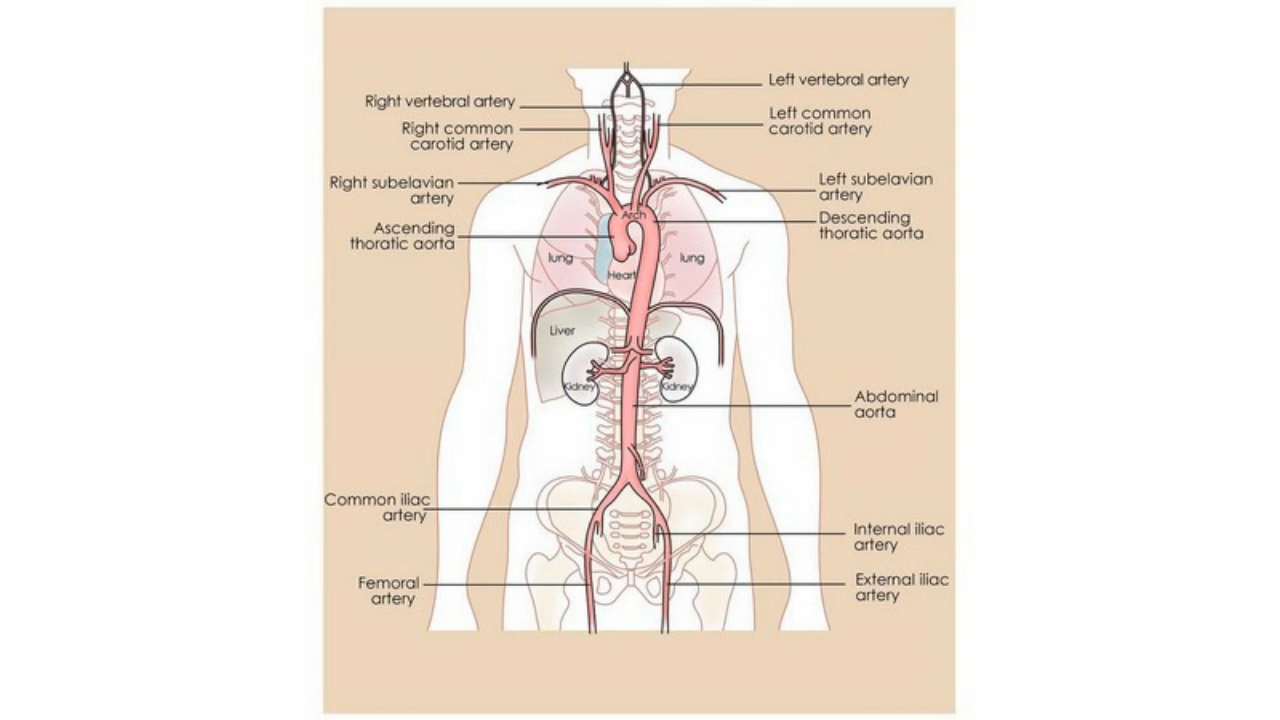 Left vertebral artery
Right vertebral artery
Left common
carotid artery
Right common
carotid artery
Right subelavian
artery
Left subelavian
artery
Arch
Descending
thoratic aorta
Ascending
thoratic aorta
lung
lung
Heart
Liver
Kidney
Kidney
Abdominal
aorta
Common iliac
artery
Internal iliac
artery
Femoral
artery
External iliac
artery